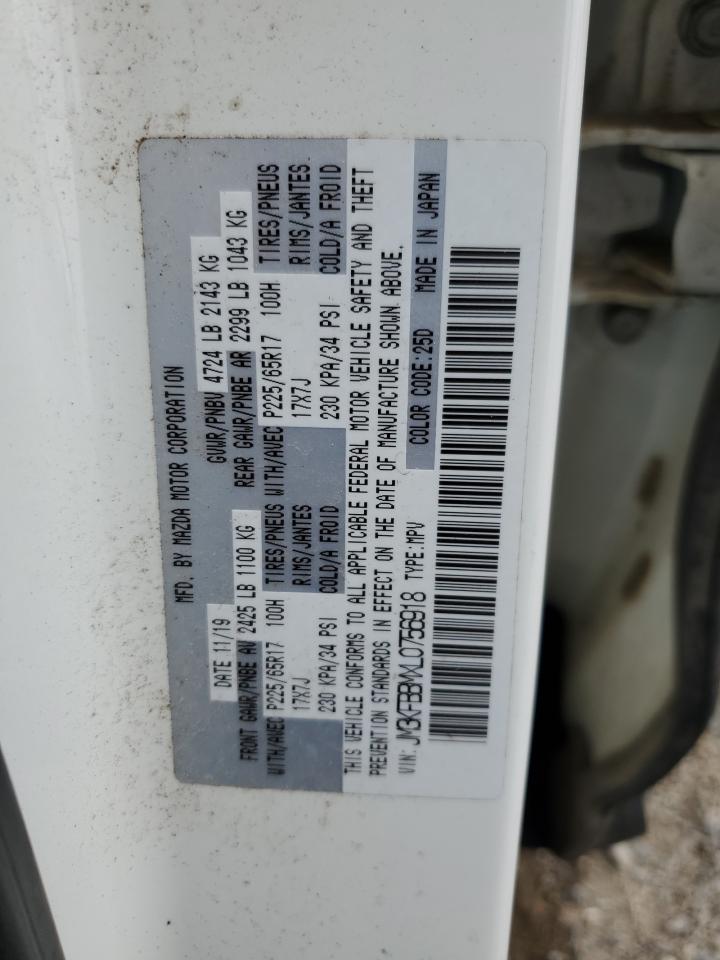 MFD. BY MAZDA MOTOR CORPORATION
DATE 11/19 GVWR/PNBV 4724 LB 2143 KG
FRONT GAWR/PNBE AV 2425 LB 1100 KG REAR GAWR/PNBE AR 2299 LB 1043 KG
WITH/AVEC P225/65R17 100H TIRES/PNEUS WITH/AVEC P225/65R17 100H TIRES/PNEUS
17X7J RIMS/JANTES 17X7J RIMS/JANTES
230 KPA/34 PSI COLD/A FROID 230 KPA/34 PSI COLD/A FROID
THIS VEHICLE CONFORMS TO ALL APPLICABLE FEDERAL MOTOR VEHICLE SAFETY AND THEFT
PREVENTION STANDARDS IN EFFECT ON THE DATE OF MANUFACTURE SHOWN ABOVE.
VIN: JM3KFBBMXL0756918 TYPE: MPV COLOR CODE:25D MADE IN JAPAN